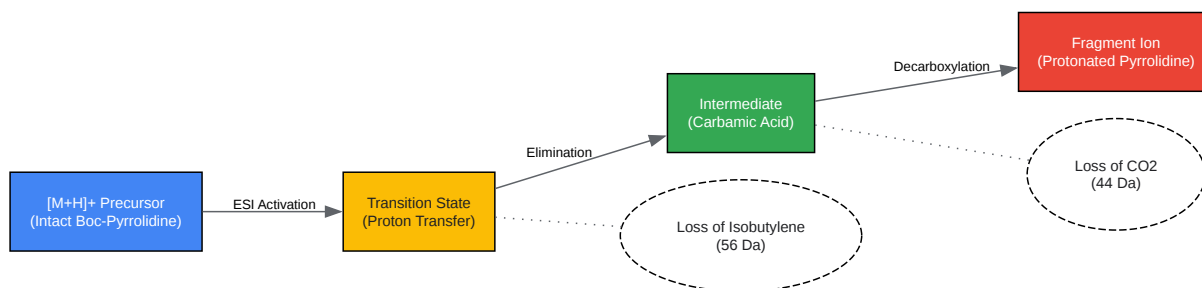 [M+H]+ Precursor
(Intact Boc-Pyrrolidine)
ESI Activation
Transition State
(Proton Transfer)
Elimination
Loss of Isobutylene
(56 Da)
Intermediate
(Carbamic Acid)
Decarboxylation
Loss of CO2
(44 Da)
Fragment Ion
(Protonated Pyrrolidine)